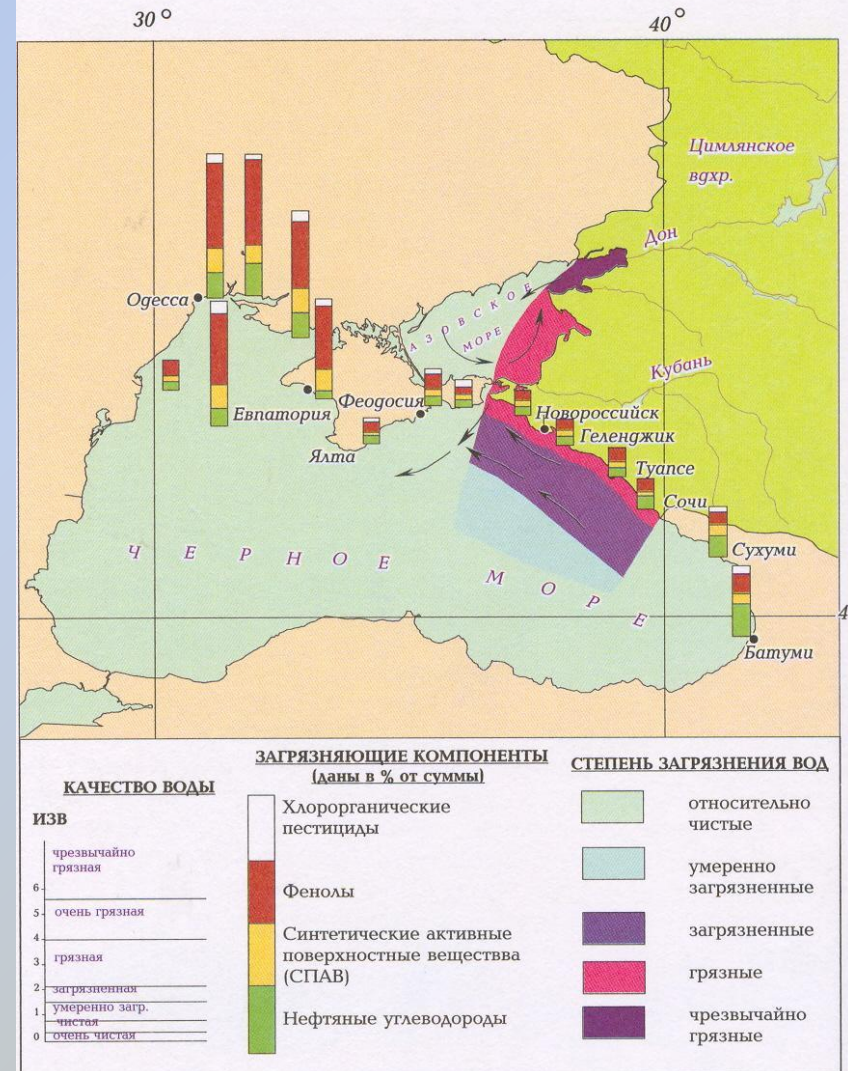 30°
40°
Цимлянское
вдхр.
Дон
Одесса
АЗОВСКОЕ
МОРЕ
Кубань
Евпатория
Феодосия
Новороссийск
Геленджик
Ялта
Туапсе
Сочи
Сухуми
ЧЕРНОЕ МОРЕ
4
Батуми
КАЧЕСТВО ВОДЫ
ИЗВ
чрезвычайно
грязная
6
очень грязная
5
4
грязная
3
2
загрязненная
умеренно загр.
1
чистая
очень чистая
0
ЗАГРЯЗНЯЮЩИЕ КОМПОНЕНТЫ
(даны в % от суммы)
Хлорорганические
пестициды
Фенолы
Синтетические активные
поверхностные веществва
(СПАВ)
Нефтяные углеводороды
СТЕПЕНЬ ЗАГРЯЗНЕНИЯ ВОД
относительно
чистые
умеренно
загрязненные
загрязненные
грязные
чрезвычайно
грязные